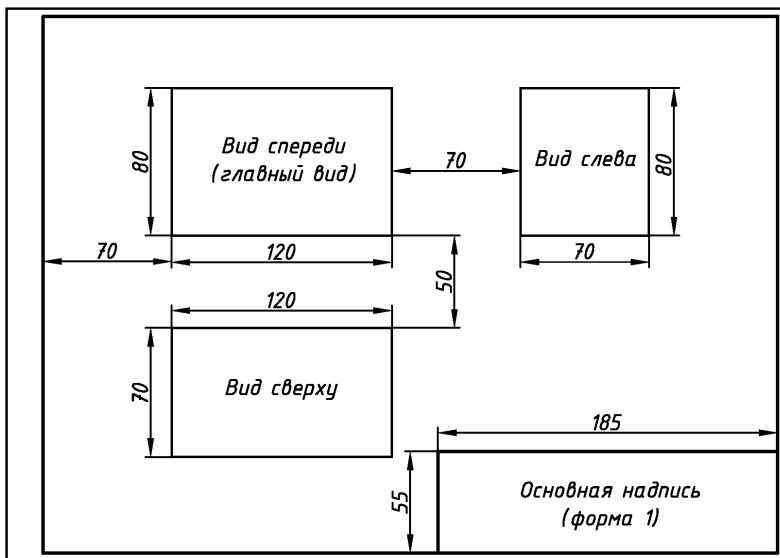 80
Вид спереди
(главный вид)
70
Вид слева
80
70
120
50
70
120
70
Вид сверху
185
55
Основная надпись
(форма 1)